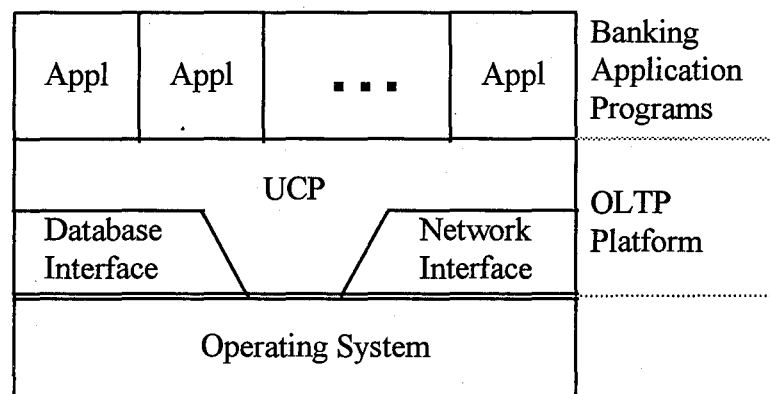 Appl
Appl
...
Appl
Banking
Application
Programs
UCP
Database
Interface
Network
Interface
OLTP
Platform
Operating System